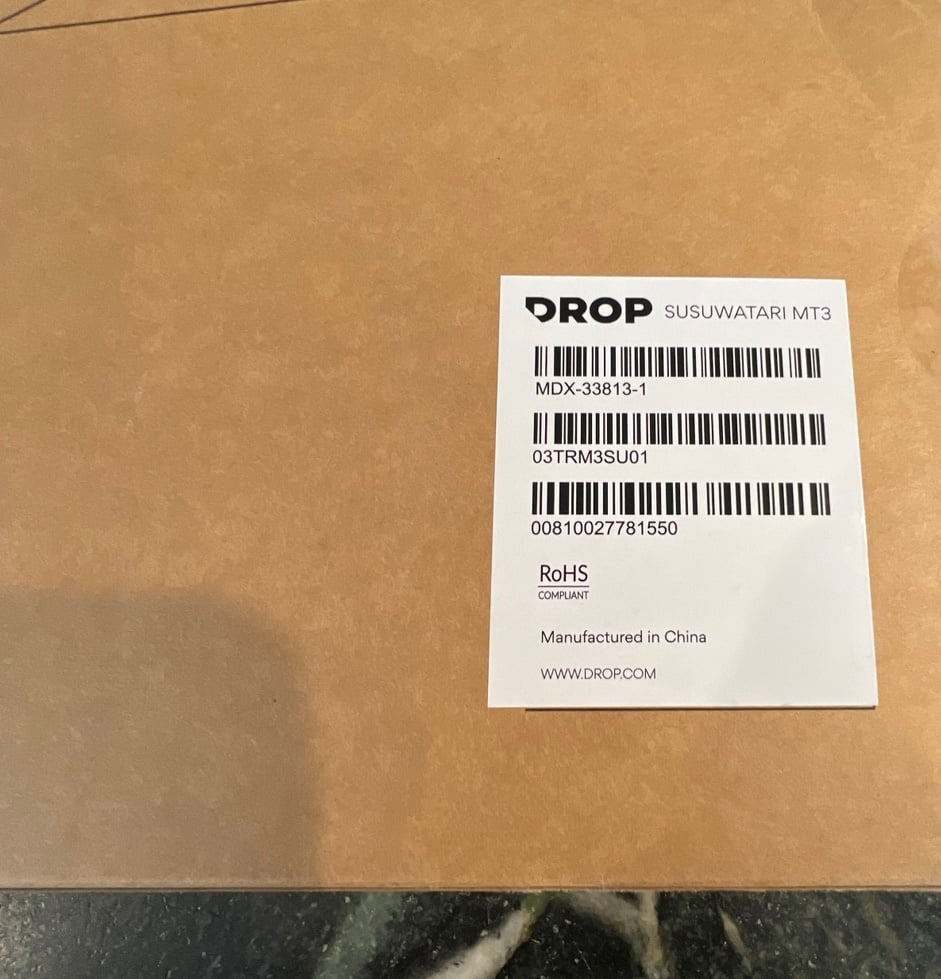 DROP SUSUWATARI MT3
MDX-33813-1
03TRM3SU01
00810027781550
RoHS
COMPLIANT
Manufactured in China
WWW.DROP.COM